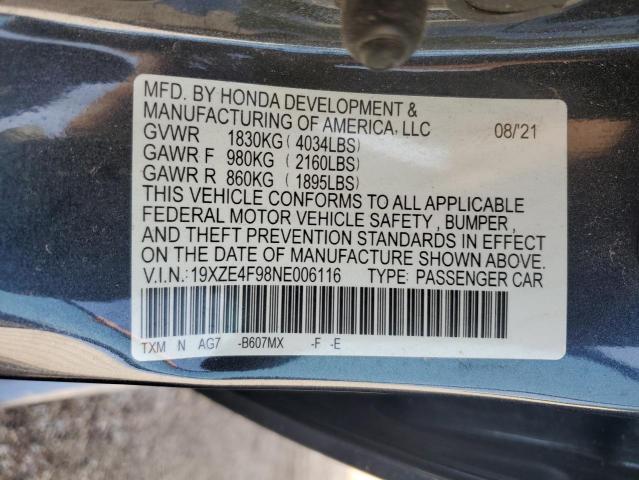 MFD. BY HONDA DEVELOPMENT &
MANUFACTURING OF AMERICA, LLC 08/'21
GVWR 1830KG ( 4034LBS)
GAWR F 980KG ( 2160LBS)
GAWR R 860KG ( 1895LBS)
THIS VEHICLE CONFORMS TO ALL APPLICABLE
FEDERAL MOTOR VEHICLE SAFETY , BUMPER,
AND THEFT PREVENTION STANDARDS IN EFFECT
ON THE DATE OF MANUFACTURE SHOWN ABOVE.
V.I.N.:19XZE4F98NE006116 TYPE: PASSENGER CAR
TXM N AG7 -B607MX -F -E